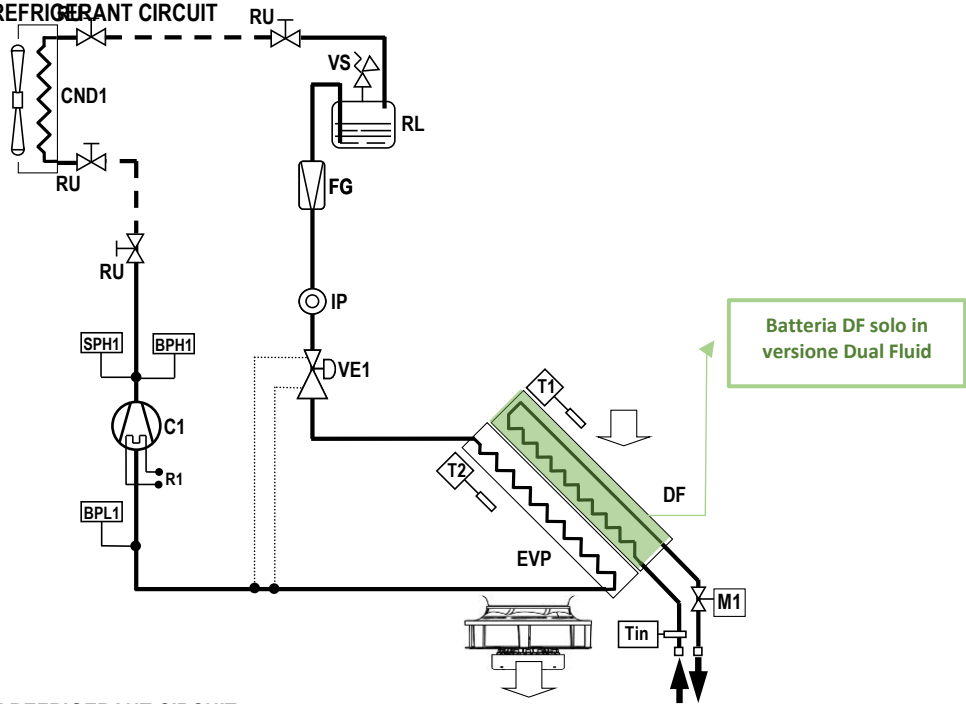 REFRIGERANT CIRCUIT
RU
RU
VS
CND1
RL
RU
FG
RU
IP
SPH1
BPH1
VE1
Batteria DF solo in
versione Dual Fluid
C1
T1
R1
T2
DF
BPL1
EVP
M1
Tin